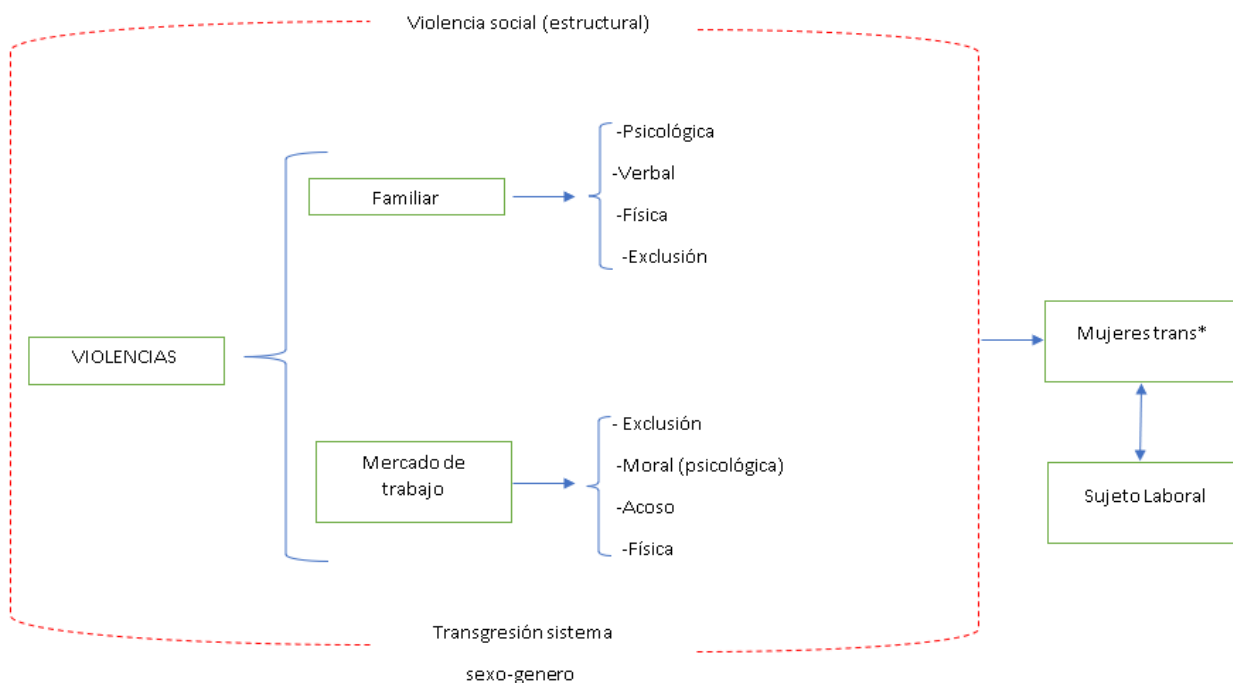 Violencia social (estructural)
-Psicológica
-Verbal
Familiar
-Física
-Exclusión
VIOLENCIAS
Mujeres trans*
- Exclusión
Mercado de
trabajo
-Moral (psicológica)
-Acoso
-Física
Sujeto Laboral
Transgresión sistema
sexo-genero